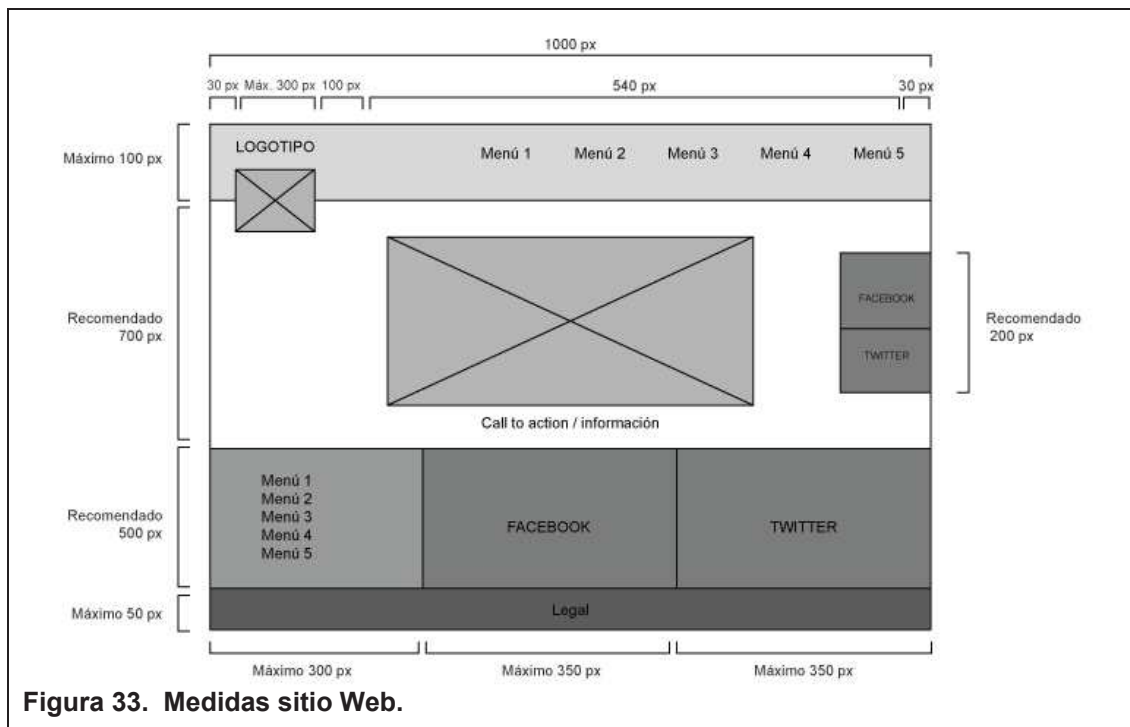 1000 px
30 px Máx. 300 px 100 px 540 px 30 px
Máximo 100 px
LOGOTIPO
Menú 1 Menú 2 Menú 3 Menú 4 Menú 5
Recomendado
700 px
FACEBOOK
TWITTER
Recomendado
200 px
Call to action / información
Recomendado
500 px
Menú 1
Menú 2
Menú 3
Menú 4
Menú 5
FACEBOOK
TWITTER
Máximo 50 px
Legal
Máximo 300 px Máximo 350 px Máximo 350 px
Figura 33. Medidas sitio Web.